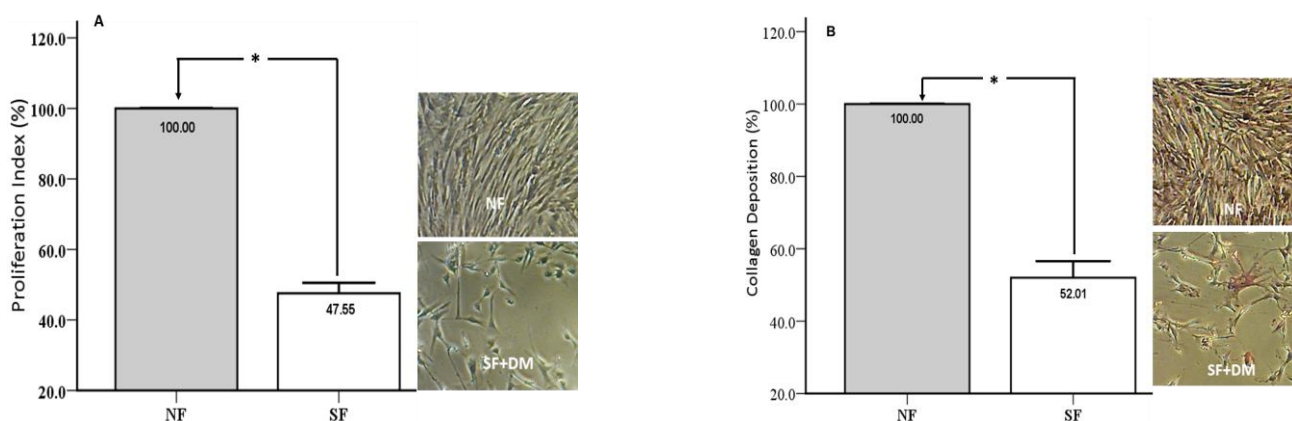 A
Proliferation Index (%)
120.0
100.0
80.0
60.0
40.0
20.0
*
100.00
47.55
NF
SF
NF
SF+DM
B
Collagen Deposition (%)
120.0
100.0
80.0
60.0
40.0
20.0
*
100.00
52.01
NF
SF
NF
SF+DM